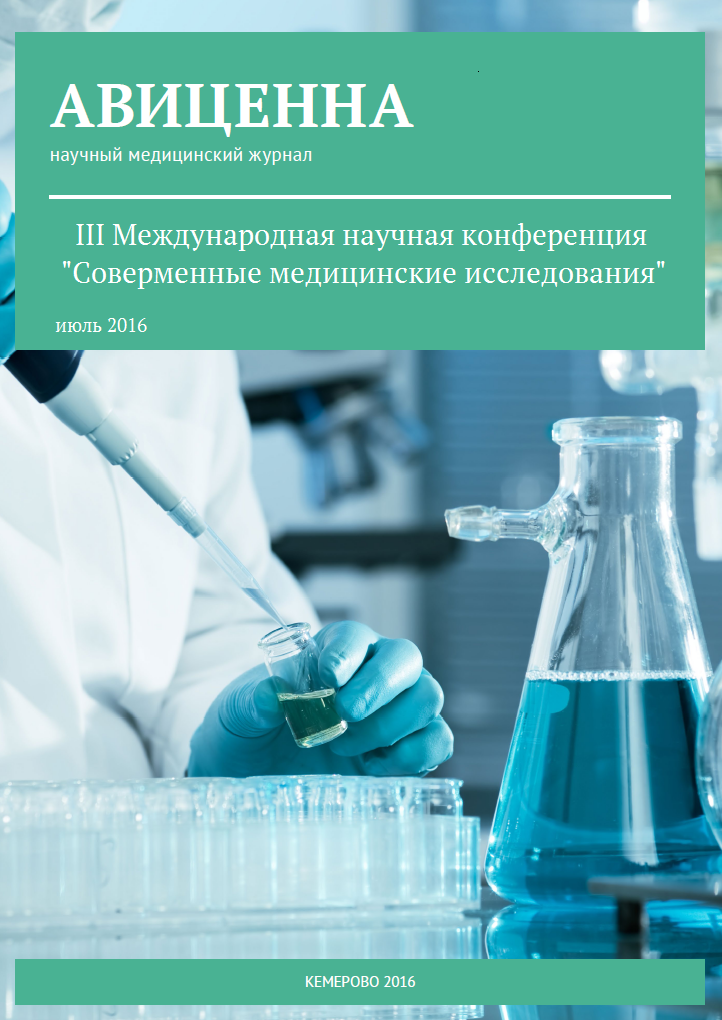 АВИЦЕННА
научный медицинский журнал
III Международная научная конференция
"Соверменные медицинские исследования"
июль 2016
КЕМЕРОВО 2016